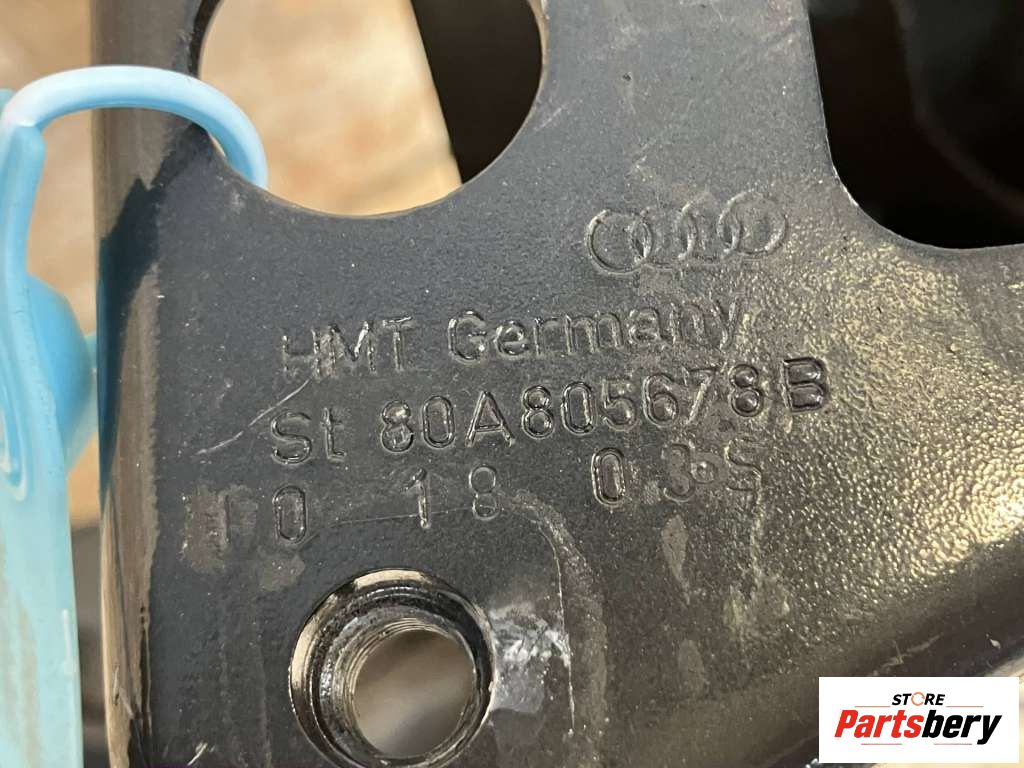 HMT Germany
St 80A805678B
10 18 03S
STORE
Partsbery